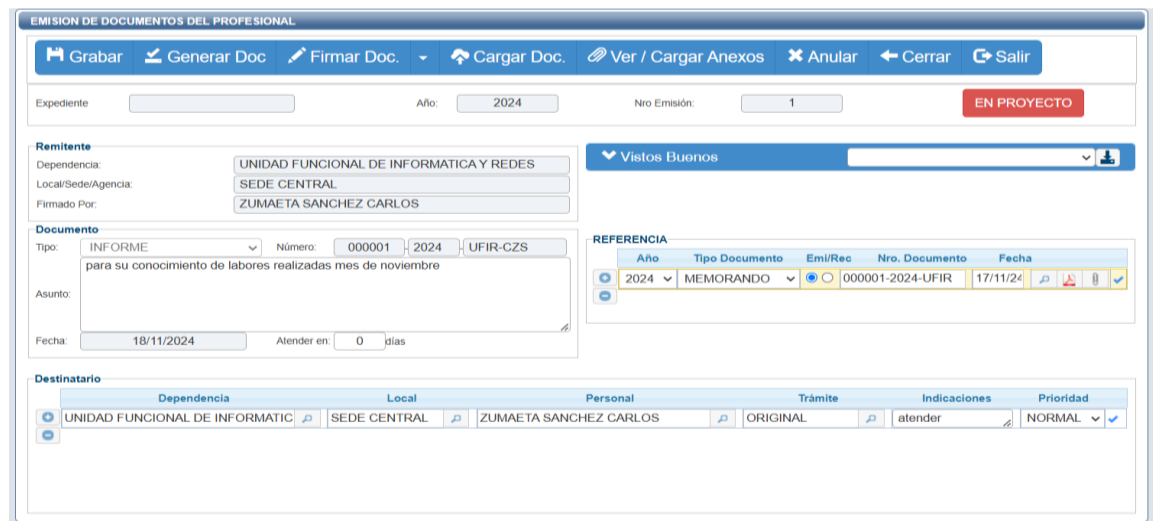 EMISION DE DOCUMENTOS DEL PROFESIONAL
Grabar Generar Doc Firmar Doc. Cargar Doc. Ver / Cargar Anexos Anular Cerrar Salir
Expediente Año: 2024 Nro Emisión: 1 EN PROYECTO
Remitente
Dependencia: UNIDAD FUNCIONAL DE INFORMATICA Y REDES
Local/Sede/Agencia: SEDE CENTRAL
Firmado Por: ZUMAETA SANCHEZ CARLOS
Vistos Buenos
Documento
Tipo: INFORME Número: 000001 - 2024 - UFIR-CZS
Asunto: para su conocimiento de labores realizadas mes de noviembre
Fecha: 18/11/2024 Atender en: 0 días
REFERENCIA
Año Tipo Documento Emi/Rec Nro. Documento Fecha
2024 MEMORANDO 000001-2024-UFIR 17/11/24
Destinatario
Dependencia Local Personal Trámite Indicaciones Prioridad
UNIDAD FUNCIONAL DE INFORMATIC SEDE CENTRAL ZUMAETA SANCHEZ CARLOS ORIGINAL atender NORMAL